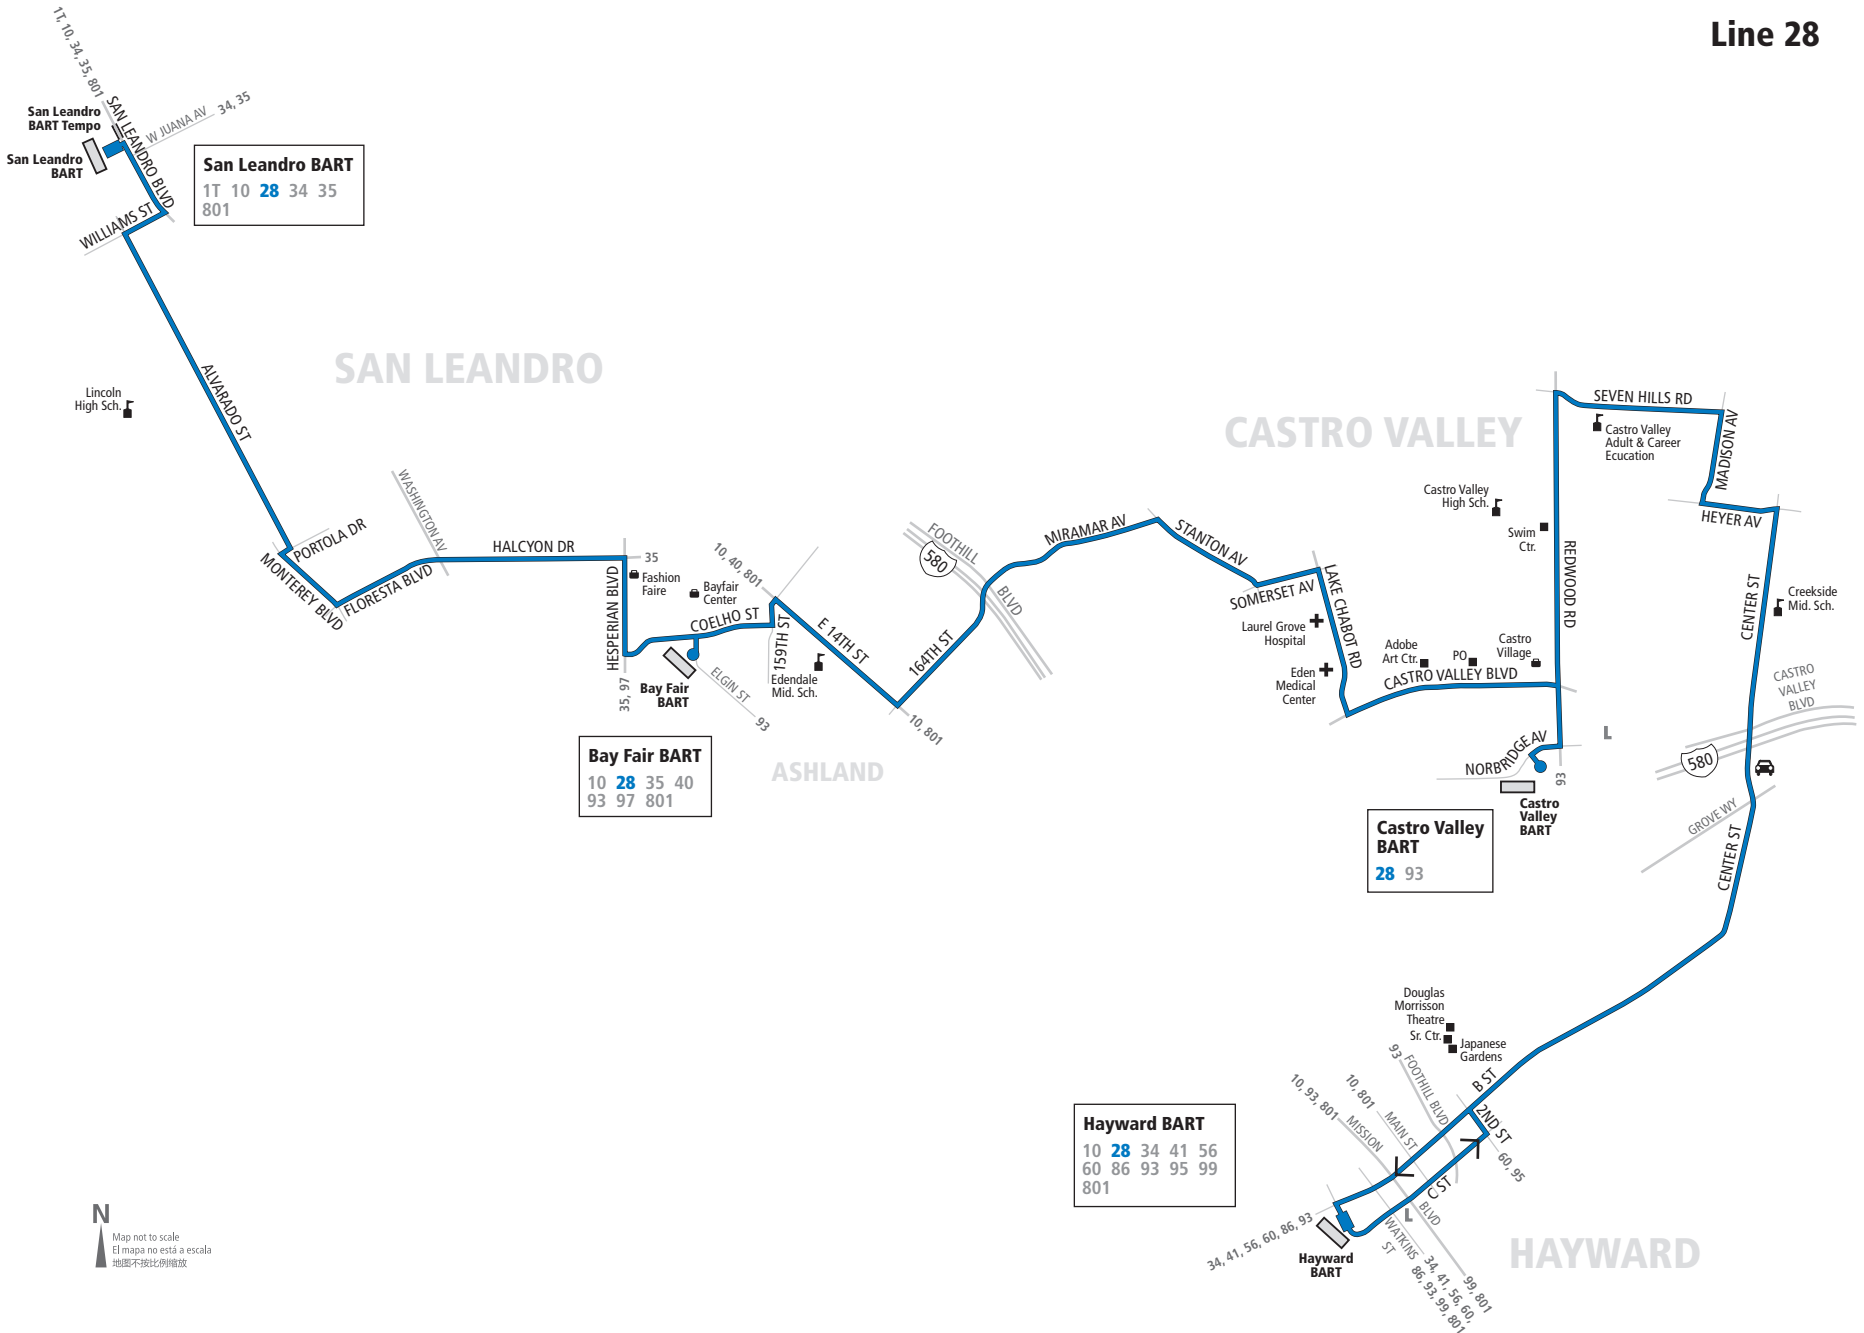 Line 28
1T, 10, 34, 35, 801
San Leandro
BART Tempo
San Leandro
BART
SAN LEANDRO BLVD
W JUANA AV
34, 35
San Leandro BART
1T 10 28 34 35
801
WILLIAMS ST
SAN LEANDRO
ALVARADO ST
Lincoln
High Sch.
PORTOLA DR
MONTEREY BLVD
FLORESTA BLVD
WASHINGTON AV
HALCYON DR
35
HESPERIAN BLVD
Fashion
Faire
Bayfair
Center
10, 40, 801
COELHO ST
159TH ST
E 14TH ST
Edendale
Mid. Sch.
Bay Fair
BART
ELGIN ST
93
35, 97
10, 801
Bay Fair BART
10 28 35 40
93 97 801
ASHLAND
164TH ST
FOOTHILL
BLVD
580
MIRAMAR AV
STANTON AV
SOMERSET AV
LAKE CHABOT RD
Laurel Grove
Hospital
Eden
Medical
Center
CASTRO VALLEY
Adobe
Art Ctr.
PO
Castro
Village
CASTRO VALLEY BLVD
Castro Valley
High Sch.
Swim
Ctr.
REDWOOD RD
SEVEN HILLS RD
Castro Valley
Adult & Career
Ecucation
MADISON AV
HEYER AV
CENTER ST
Creekside
Mid. Sch.
CASTRO
VALLEY
BLVD
580
NORBRIDGE AV
93
L
Castro
Valley
BART
Castro Valley
BART
28 93
GROVE WY
CENTER ST
Douglas
Morrisson
Theatre
Sr. Ctr.
Japanese
Gardens
93
FOOTHILL BLVD
B ST
2ND ST
60, 95
10, 801
MAIN ST
10, 93, 801
MISSION
BLVD
C ST
L
WATKINS
ST
34, 41, 56, 60, 86, 93
Hayward
BART
34, 41, 56, 60,
86, 93, 99, 801
99, 801
Hayward BART
10 28 34 41 56
60 86 93 95 99
801
HAYWARD
N
Map not to scale
El mapa no está a escala
地图不按比例缩放